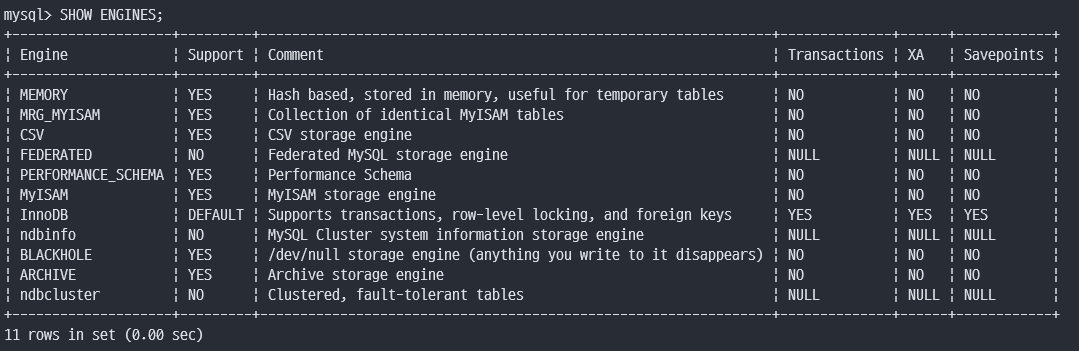 mysql> SHOW ENGINES;
+--------------------+---------+----------------------------------------------------------------+--------------+------+------------+
¦ Engine             ¦ Support ¦ Comment                                                        ¦ Transactions ¦ XA   ¦ Savepoints ¦
+--------------------+---------+----------------------------------------------------------------+--------------+------+------------+
¦ MEMORY             ¦ YES     ¦ Hash based, stored in memory, useful for temporary tables      ¦ NO           ¦ NO   ¦ NO         ¦
¦ MRG_MYISAM         ¦ YES     ¦ Collection of identical MyISAM tables                          ¦ NO           ¦ NO   ¦ NO         ¦
¦ CSV                ¦ YES     ¦ CSV storage engine                                             ¦ NO           ¦ NO   ¦ NO         ¦
¦ FEDERATED          ¦ NO      ¦ Federated MySQL storage engine                                 ¦ NULL         ¦ NULL ¦ NULL       ¦
¦ PERFORMANCE_SCHEMA ¦ YES     ¦ Performance Schema                                             ¦ NO           ¦ NO   ¦ NO         ¦
¦ MyISAM             ¦ YES     ¦ MyISAM storage engine                                          ¦ NO           ¦ NO   ¦ NO         ¦
¦ InnoDB             ¦ DEFAULT ¦ Supports transactions, row-level locking, and foreign keys     ¦ YES          ¦ YES  ¦ YES        ¦
¦ ndbinfo            ¦ NO      ¦ MySQL Cluster system information storage engine                ¦ NULL         ¦ NULL ¦ NULL       ¦
¦ BLACKHOLE          ¦ YES     ¦ /dev/null storage engine (anything you write to it disappears) ¦ NO           ¦ NO   ¦ NO         ¦
¦ ARCHIVE            ¦ YES     ¦ Archive storage engine                                         ¦ NO           ¦ NO   ¦ NO         ¦
¦ ndbcluster         ¦ NO      ¦ Clustered, fault-tolerant tables                               ¦ NULL         ¦ NULL ¦ NULL       ¦
+--------------------+---------+----------------------------------------------------------------+--------------+------+------------+
11 rows in set (0.00 sec)